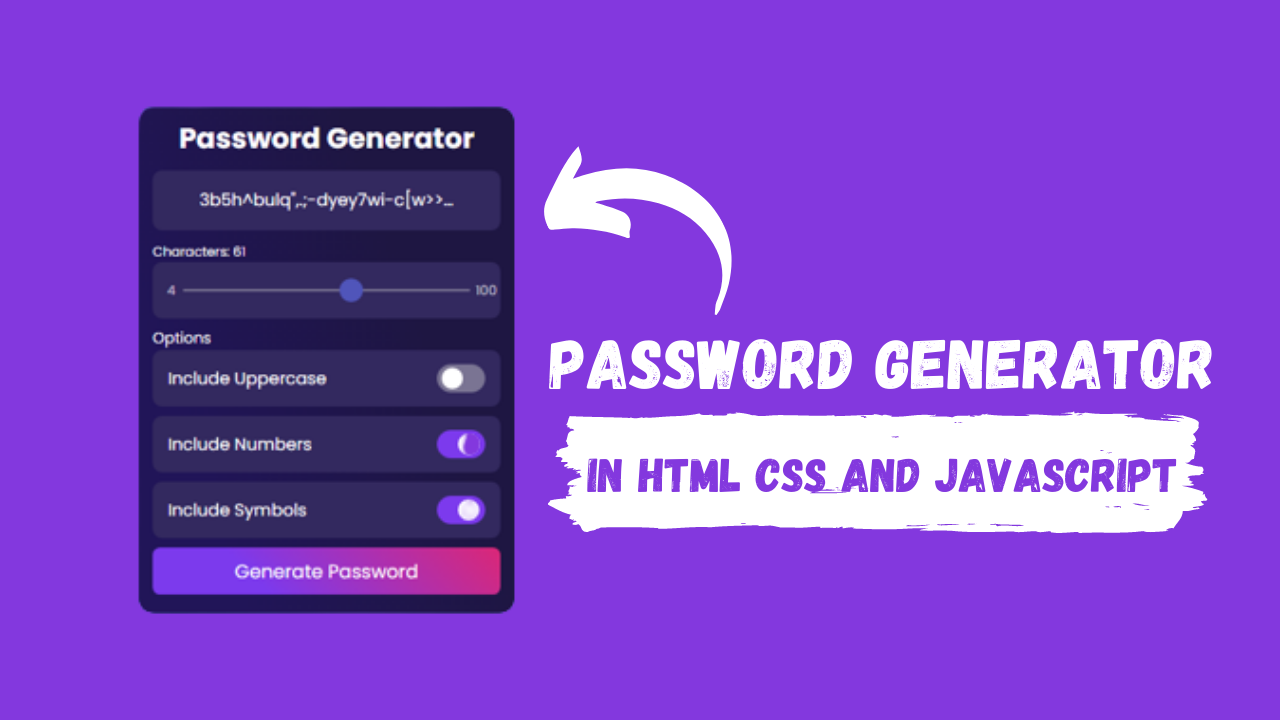 Password Generator
3b5h^bulq",.;-dyey7wi-c[w>>...
Characters: 61
4 100
Options
Include Uppercase
Include Numbers
Include Symbols
Generate Password
PASSWORD GENERATOR
IN HTML CSS AND JAVASCRIPT